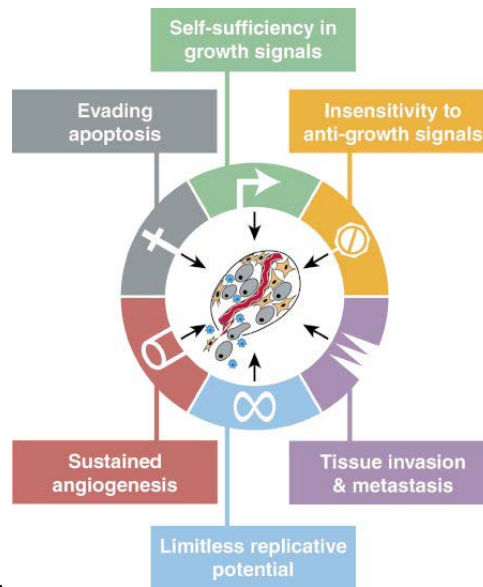 Self-sufficiency in
growth signals
Evading
apoptosis
Insensitivity to
anti-growth signals
Sustained
angiogenesis
Tissue invasion
& metastasis
Limitless replicative
potential